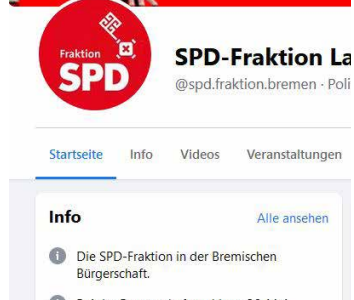 Fraktion
SPD
SPD-Fraktion La
@spd.fraktion.bremen · Poli
Startseite Info Videos Veranstaltungen
Info Alle ansehen
Die SPD-Fraktion in der Bremischen
Bürgerschaft.